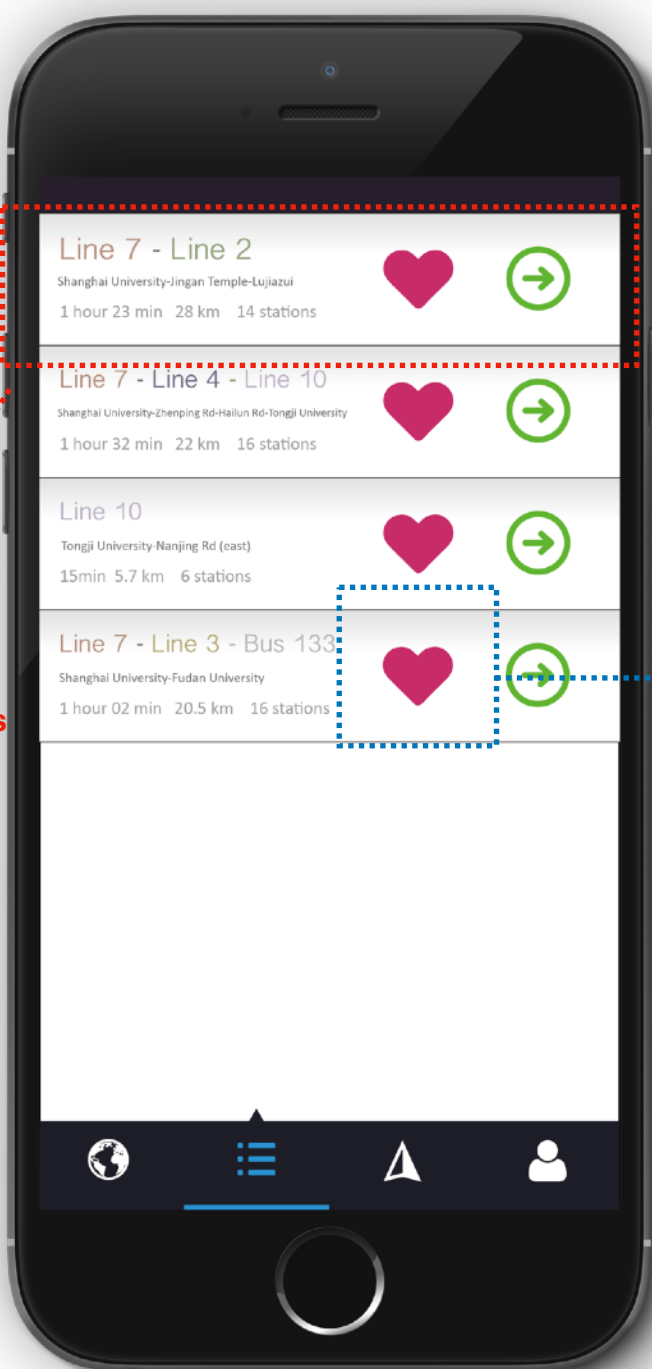 Line 7 - Line 2
Shanghai University-Jingan Temple-Lujiazui
1 hour 23 min 28 km 14 stations
Line 7 - Line 4 - Line 10
Shanghai University-Zhenping Rd-Hailun Rd-Tongji University
1 hour 32 min 22 km 16 stations
Line 10
Tongji University-Nanjing Rd (east)
15min 5.7 km 6 stations
Line 7 - Line 3 - Bus 133
Shanghai University-Fudan University
1 hour 02 min 20.5 km 16 stations
s